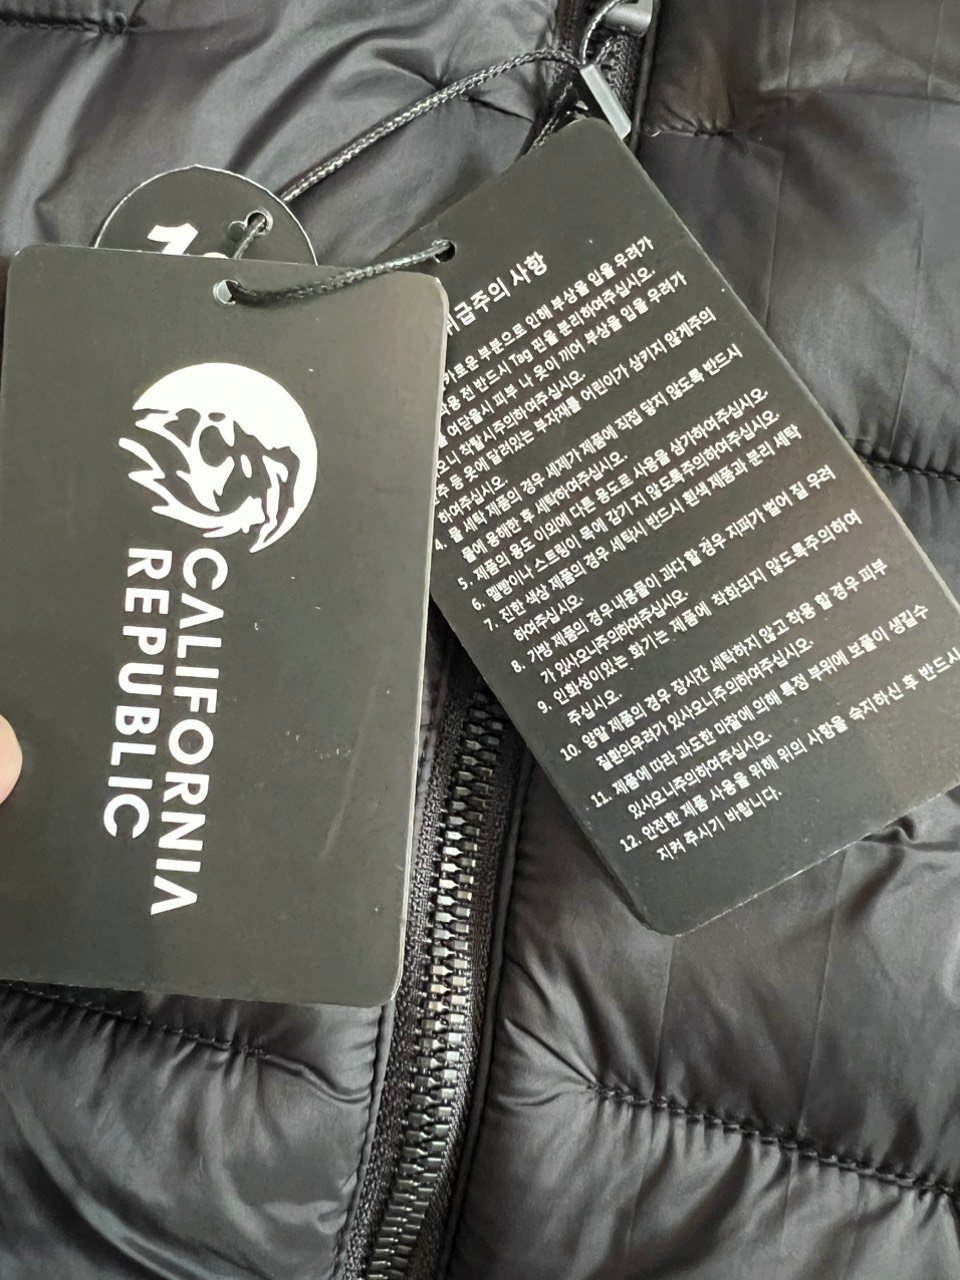 1
CALIFORNIA
REPUBLIC
취급주의 사항
부분으로 인해 부상을 입을 우려가
전 반드시 Tag 핀을 분리하여주십시오.
여닫을시 피부 나 옷이 끼어 부상을 입을 우려가
오니 착탈시 주의하여주십시오.
등 옷에 달려있는 부자재를 어린이가 삼키지 않게주의
하여주십시오.
4. 물 세탁 제품의 경우 세제가 제품에 직접 닿지 않도록 반드시
물에 용해한 후 세탁하여주십시오.
5. 제품의 용도 이외에 다른 용도로 사용을 삼가하여주십시오.
6. 멜빵이나 스트링이 목에 감기 지 않도록주의하여주십시오.
7. 진한 색상 제품의 경우 세탁시 반드시 흰색 제품과 분리 세탁
하여주십시오.
8. 가방 제품의 경우 내용물이 과다 할 경우 지퍼가 벌어 질 우려
가 있사오니주의하여주십시오.
9. 인화성이있는 화기는 제품에 착화되지 않도록주의하여
주십시오.
10. 양말 제품의 경우 장시간 세탁하지 않고 착용 할 경우 피부
질환의우려가 있사오니주의하여주십시오.
11. 제품에 따라 과도한 마찰에 의해 특정 부위에 보풀이 생길수
있사오니주의하여주십시오.
12. 안전한 제품 사용을 위해 위의 사항을 숙지하신 후 반드시
지켜 주시기 바랍니다.